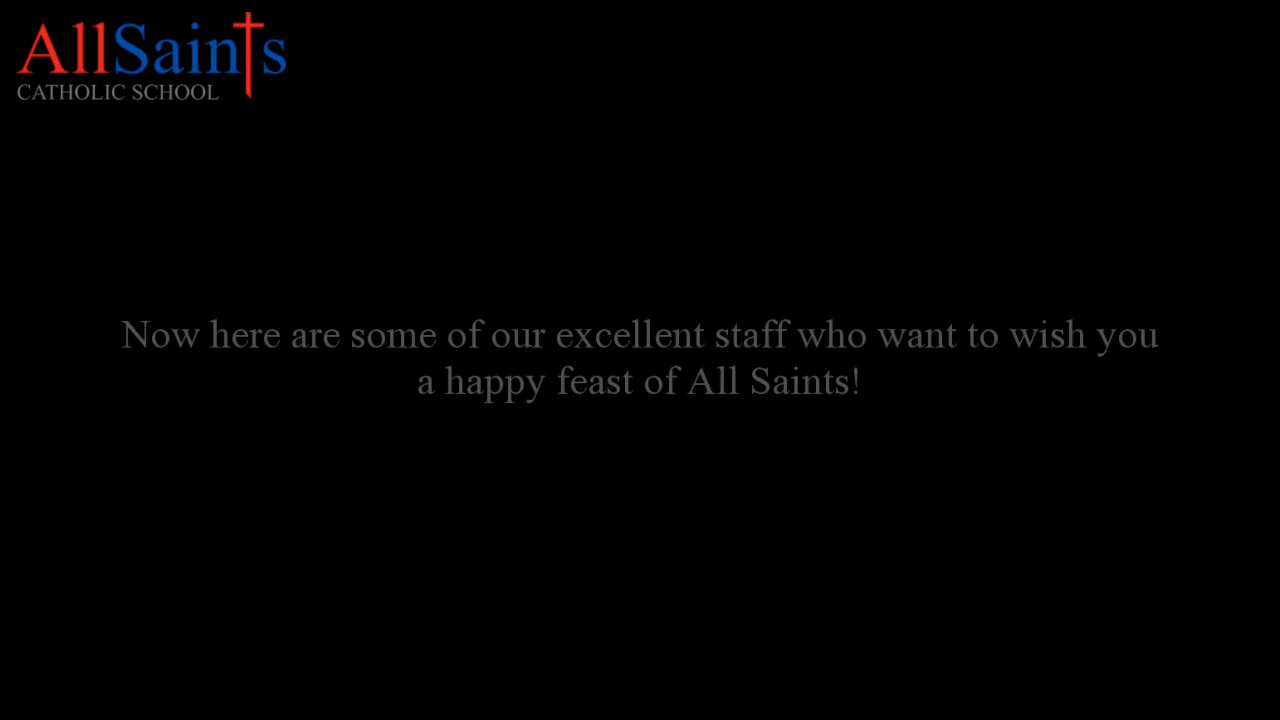 AllSaints
CATHOLIC SCHOOL
Now here are some of our excellent staff who want to wish you
a happy feast of All Saints!